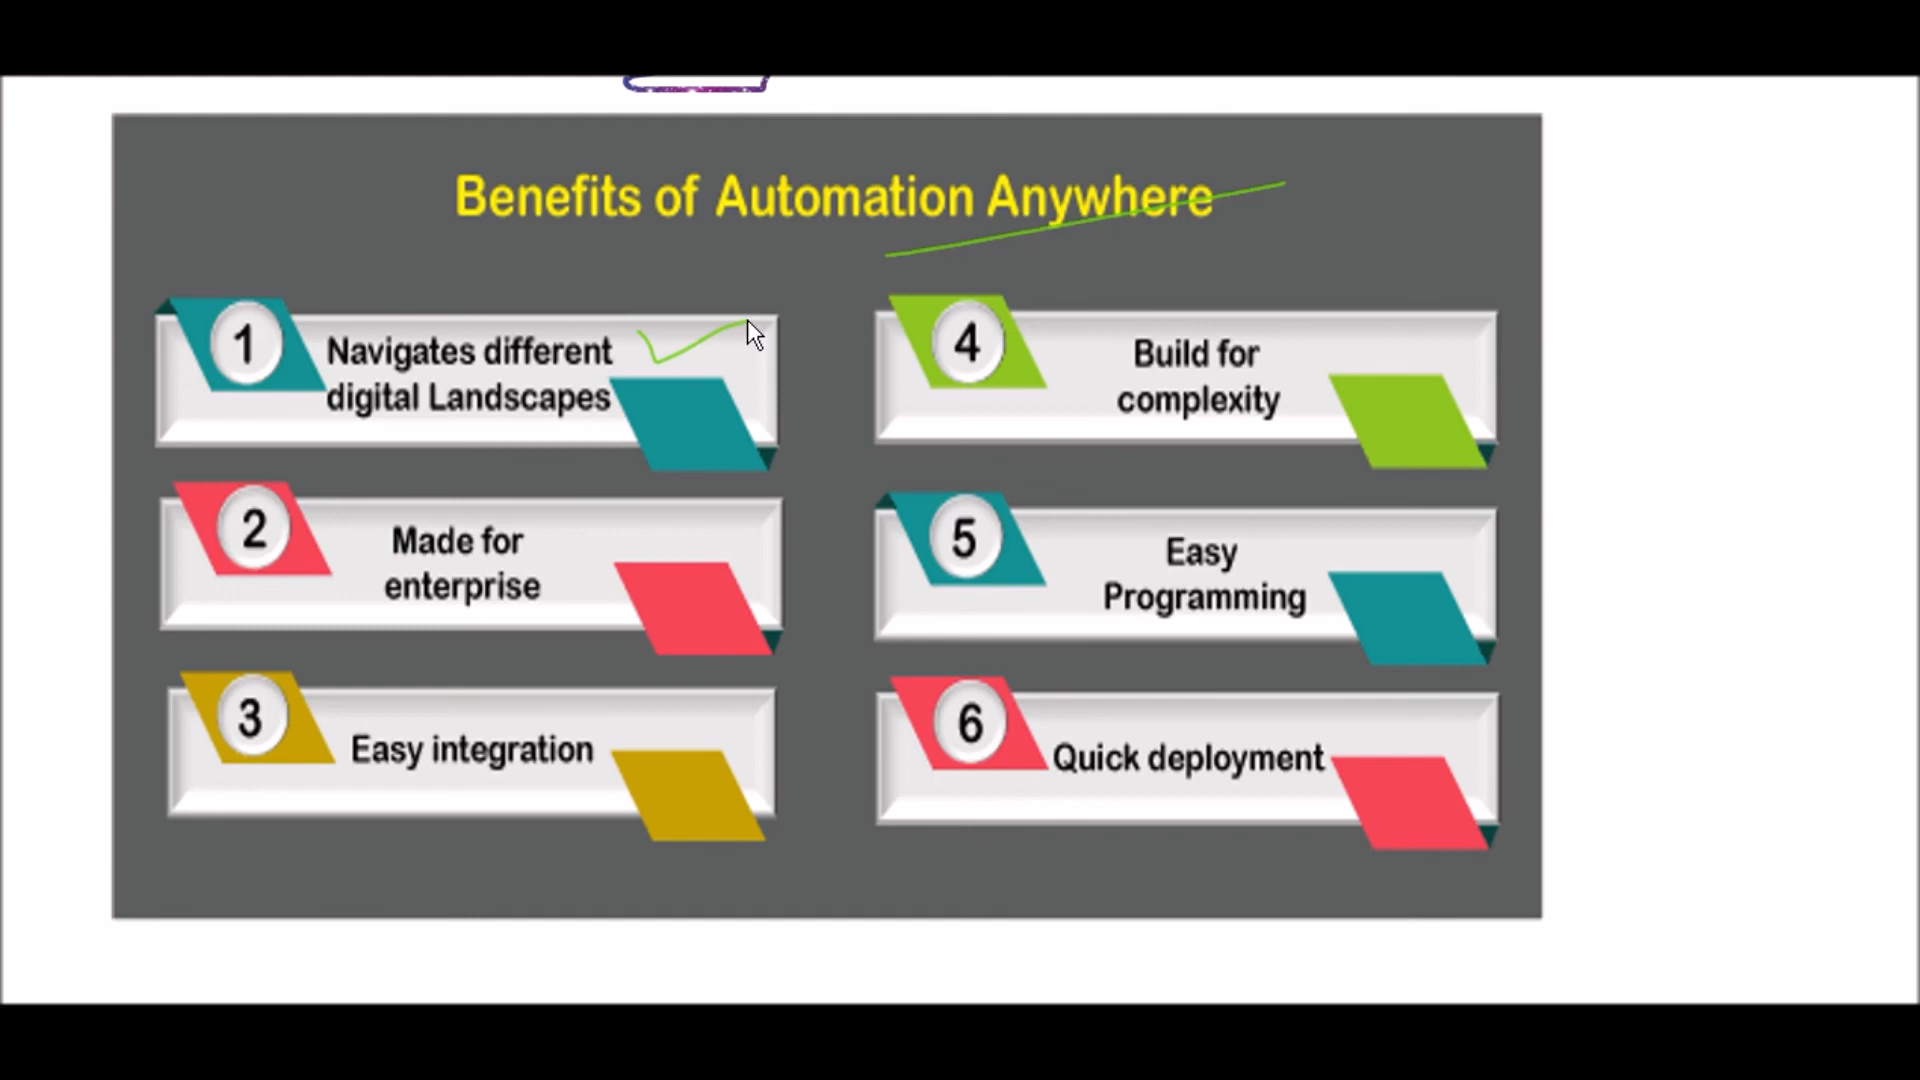 Benefits of Automation Anywhere
1
Navigates different
digital Landscapes
2
Made for
enterprise
3
Easy integration
4
Build for
complexity
5
Easy
Programming
6
Quick deployment